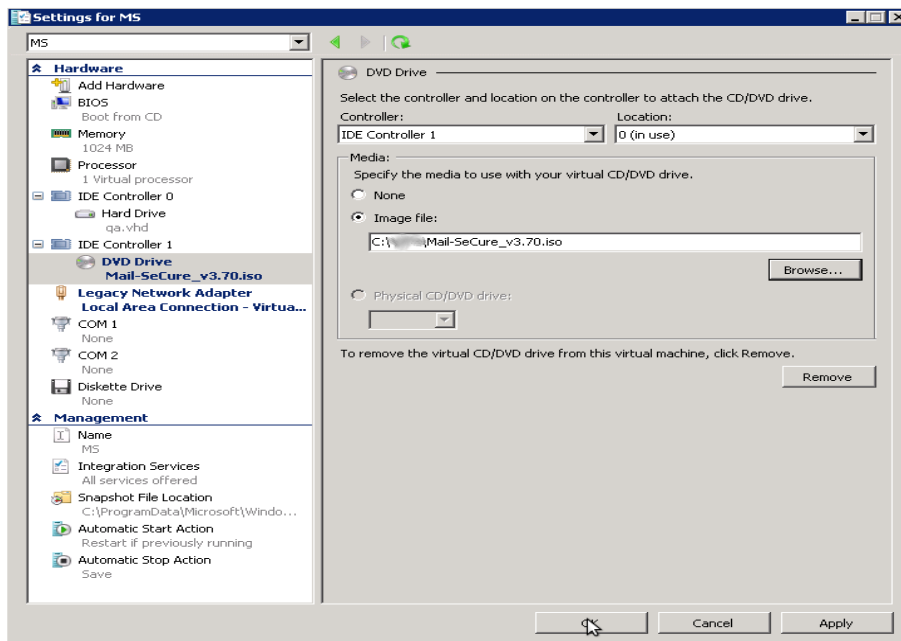 Settings for MS
MS
Hardware
Add Hardware
BIOS
Boot from CD
Memory
1024 MB
Processor
1 Virtual processor
IDE Controller 0
Hard Drive
qa.vhd
IDE Controller 1
DVD Drive
Mail-SeCure_v3.70.iso
Legacy Network Adapter
Local Area Connection - Virtua...
COM 1
None
COM 2
None
Diskette Drive
None
Management
Name
MS
Integration Services
All services offered
Snapshot File Location
C:\ProgramData\Microsoft\Windo...
Automatic Start Action
Restart if previously running
Automatic Stop Action
Save
DVD Drive
Select the controller and location on the controller to attach the CD/DVD drive.
Controller: Location:
IDE Controller 1 0 (in use)
Media:
Specify the media to use with your virtual CD/DVD drive.
None
Image file:
C:\ \Mail-SeCure_v3.70.iso
Browse...
Physical CD/DVD drive:
To remove the virtual CD/DVD drive from this virtual machine, click Remove.
Remove
OK Cancel Apply